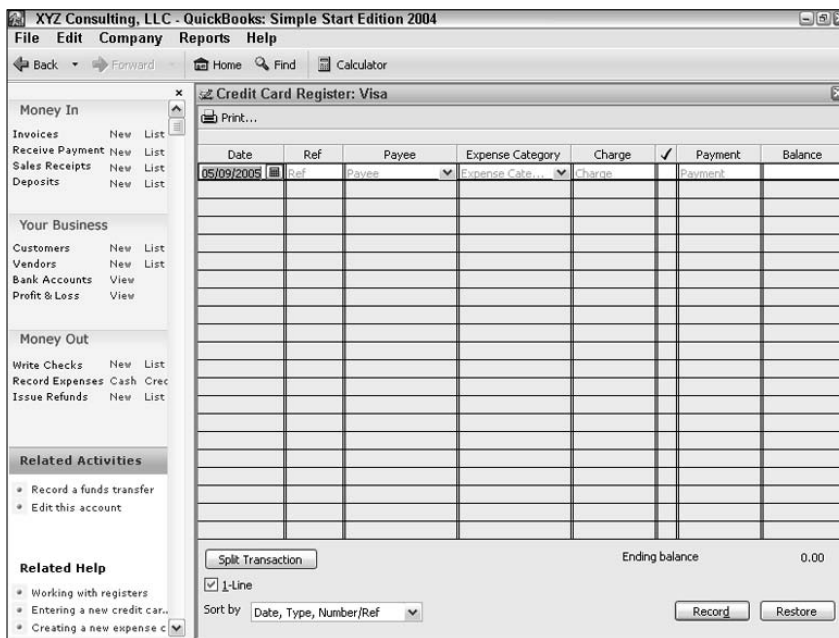 XYZ Consulting, LLC - QuickBooks: Simple Start Edition 2004
File Edit Company Reports Help
Back Forward Home Find Calculator
Money In
Invoices New List
Receive Payment New List
Sales Receipts New List
Deposits New List
Your Business
Customers New List
Vendors New List
Bank Accounts View
Profit & Loss View
Money Out
Write Checks New List
Record Expenses Cash Crec
Issue Refunds New List
Related Activities
Record a funds transfer
Edit this account
Related Help
Working with registers
Entering a new credit car..
Creating a new expense c
Credit Card Register: Visa
Print...
Date Ref Payee Expense Category Charge ✓ Payment Balance
05/09/2005 Ref Payee Expense Cate... Charge Payment
Split Transaction Ending balance 0.00
1-Line
Sort by Date, Type, Number/Ref Record Restore